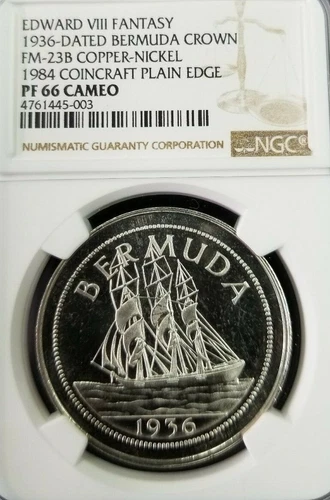 EDWARD VIII FANTASY
1936-DATED BERMUDA CROWN
FM-23B COPPER-NICKEL
1984 COINCRAFT PLAIN EDGE
PF 66 CAMEO
4761445-003
NUMISMATIC GUARANTY CORPORATION
NGC
BERMUDA
1936